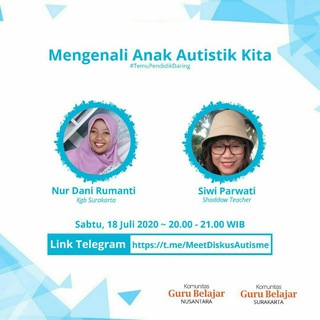 Mengenali Anak Autistik Kita
#TemuPendidikDaring
Nur Dani Rumanti
Kgb Surakarta
Siwi Parwati
Shaddow Teacher
Sabtu, 18 Juli 2020 ~ 20.00 - 21.00 WIB
Link Telegram https://t.me/MeetDiskusAutisme
Komunitas
Guru Belajar
NUSANTARA
Komunitas
Guru Belajar
SURAKARTA